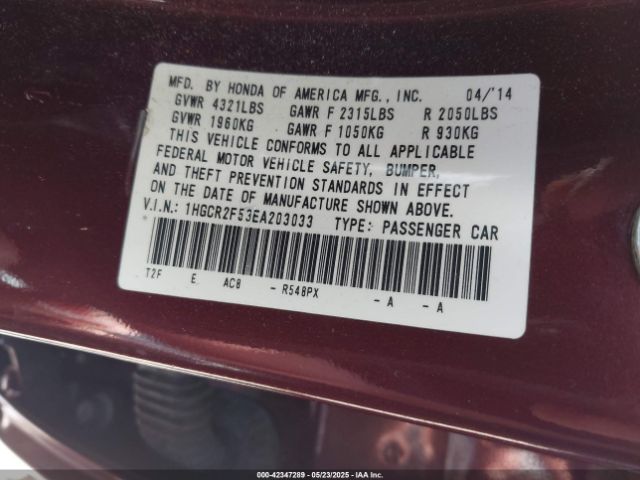 MFD. BY HONDA OF AMERICA MFG., INC. 04/'14
GVWR 4321LBS GAWR F 2315LBS R 2050LBS
GVWR 1960KG GAWR F 1050KG R 930KG
THIS VEHICLE CONFORMS TO ALL APPLICABLE
FEDERAL MOTOR VEHICLE SAFETY, BUMPER,
AND THEFT PREVENTION STANDARDS IN EFFECT
ON THE DATE OF MANUFACTURE SHOWN ABOVE.
V.I.N.: 1HGCR2F53EA203033 TYPE: PASSENGER CAR
T2F E AC8 - R548PX - A - A
000-42347289 — 05/23/2025 — IAA Inc.